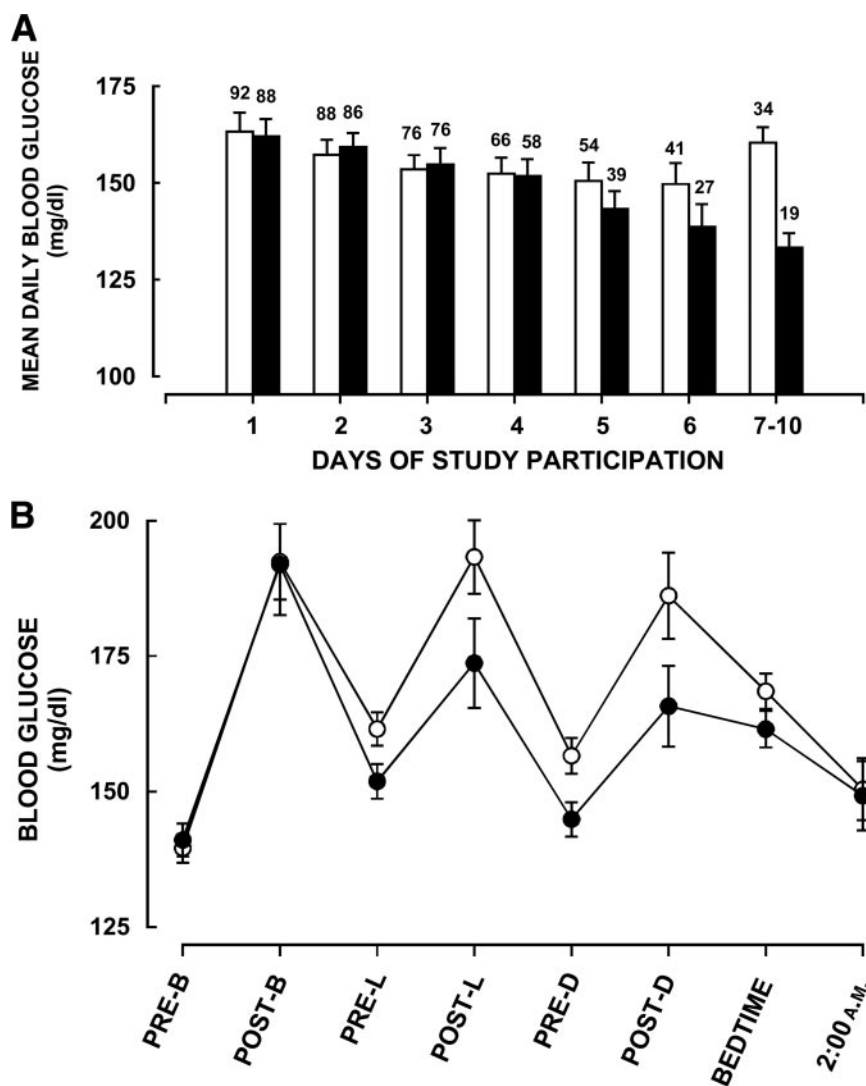 A
MEAN DAILY BLOOD GLUCOSE
(mg/dl)
175
150
125
100
92 88
88 86
76 76
66 58
54 39
41 27
34 19
1 2 3 4 5 6 7-10
DAYS OF STUDY PARTICIPATION
B
BLOOD GLUCOSE
(mg/dl)
200
175
150
125
PRE-B
POST-B
PRE-L
POST-L
PRE-D
POST-D
BEDTIME
2:00 A.M.